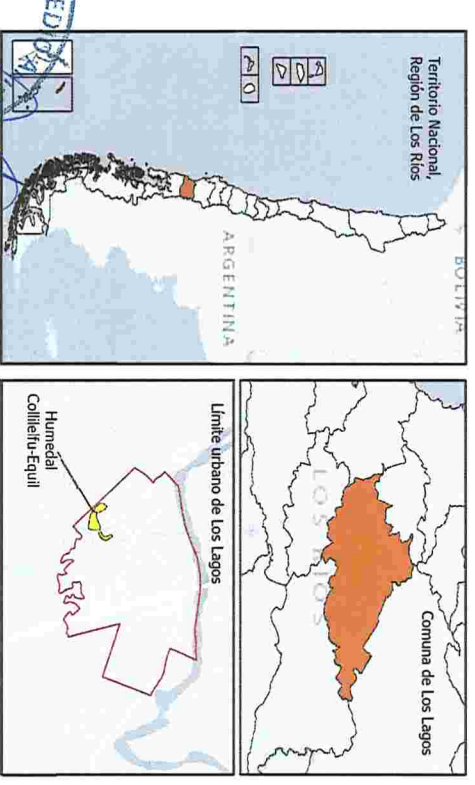 Territorio Nacional,
Región de Los Ríos
BOLIVIA
ARGENTINA
Comuna de Los Lagos
LOS RÍOS
Límite urbano de Los Lagos
Humedal
Collilelfu-Equil